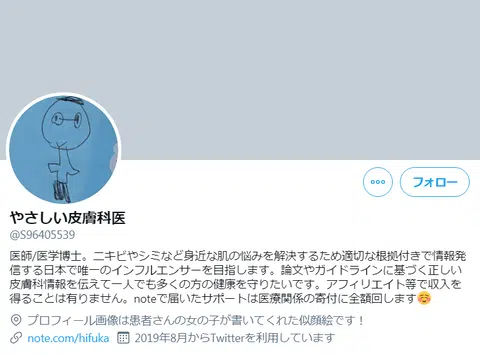 フォロー
やさしい皮膚科医
@S96405539
医師/医学博士。ニキビやシミなど身近な肌の悩みを解決するため適切な根拠付きで情報発
信する日本で唯一のインフルエンサーを目指します。論文やガイドラインに基づく正しい
皮膚科情報を伝えて一人でも多くの方の健康を守りたいです。アフィリエイト等で収入を
得ることは有りません。noteで届いたサポートは医療関係の寄付に全額回します☺️
プロフィール画像は患者さんの女の子が書いてくれた似顔絵です！
note.com/hifuka 2019年8月からTwitterを利用しています